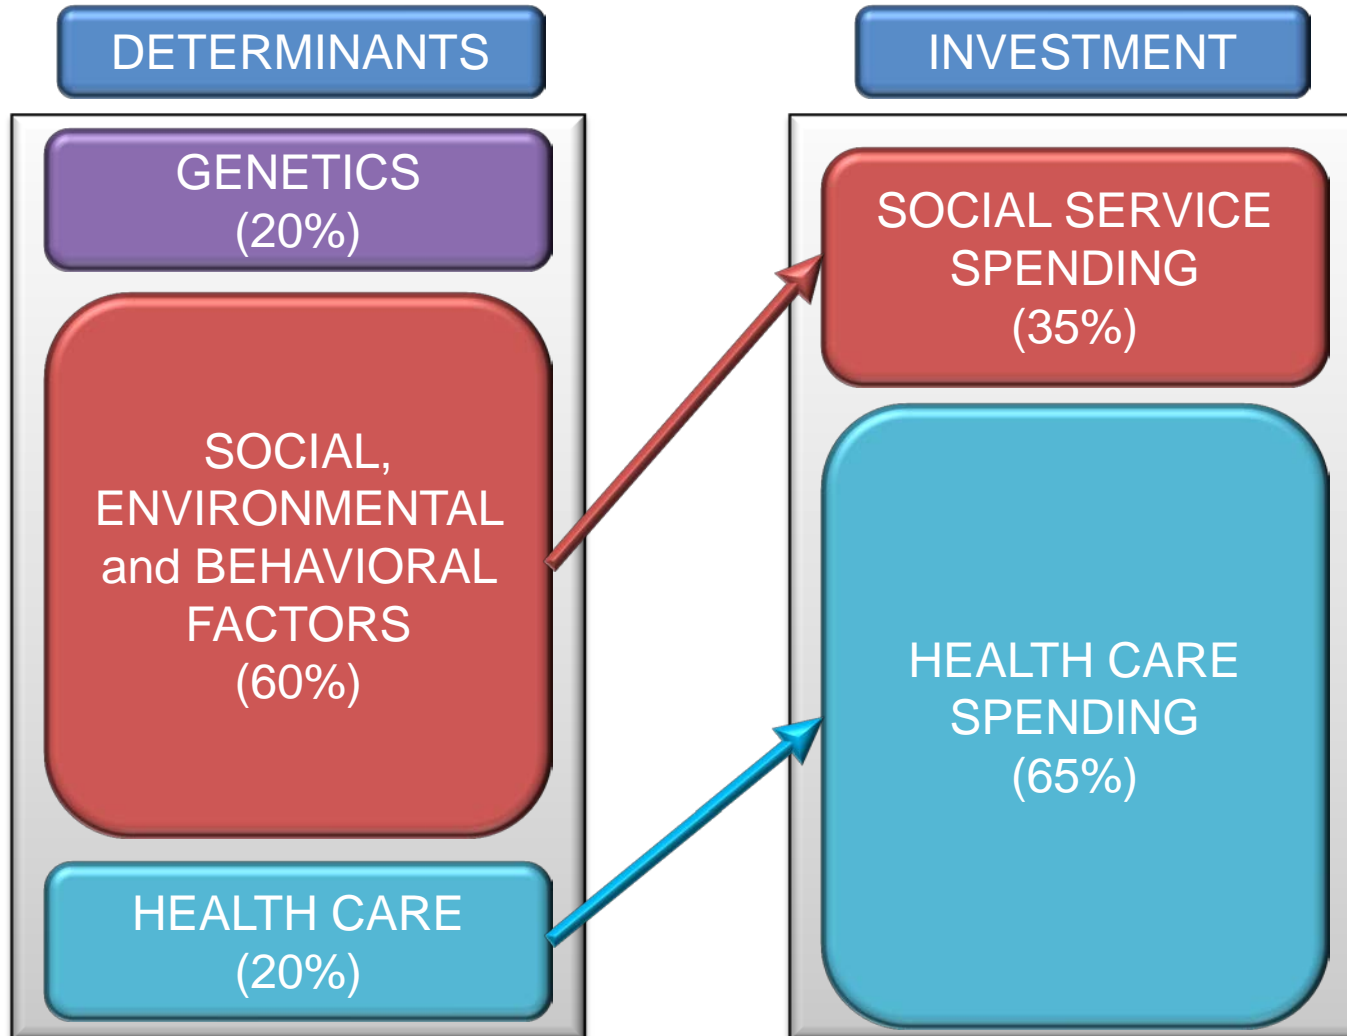 DETERMINANTS
GENETICS
(20%)
SOCIAL,
ENVIRONMENTAL
and BEHAVIORAL
FACTORS
(60%)
HEALTH CARE
(20%)
INVESTMENT
SOCIAL SERVICE
SPENDING
(35%)
HEALTH CARE
SPENDING
(65%)